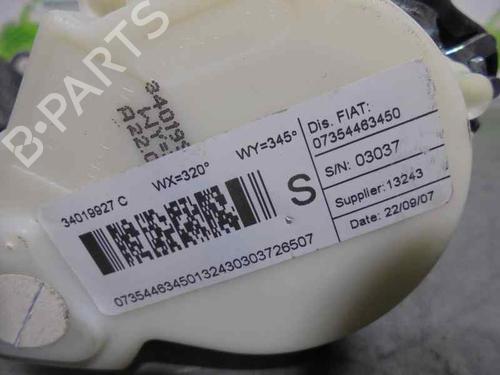 B-PARTS
34019927 C
WX=320°
WY=345°
S
Dis. FIAT:
07354463450
S/N: 03037
Supplier: 13243
Date: 22/09/07
07354463450132430303726507